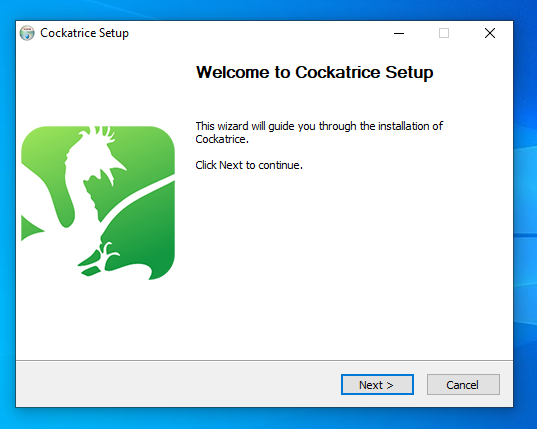 Cockatrice Setup
Welcome to Cockatrice Setup
This wizard will guide you through the installation of
Cockatrice.
Click Next to continue.
Next >
Cancel